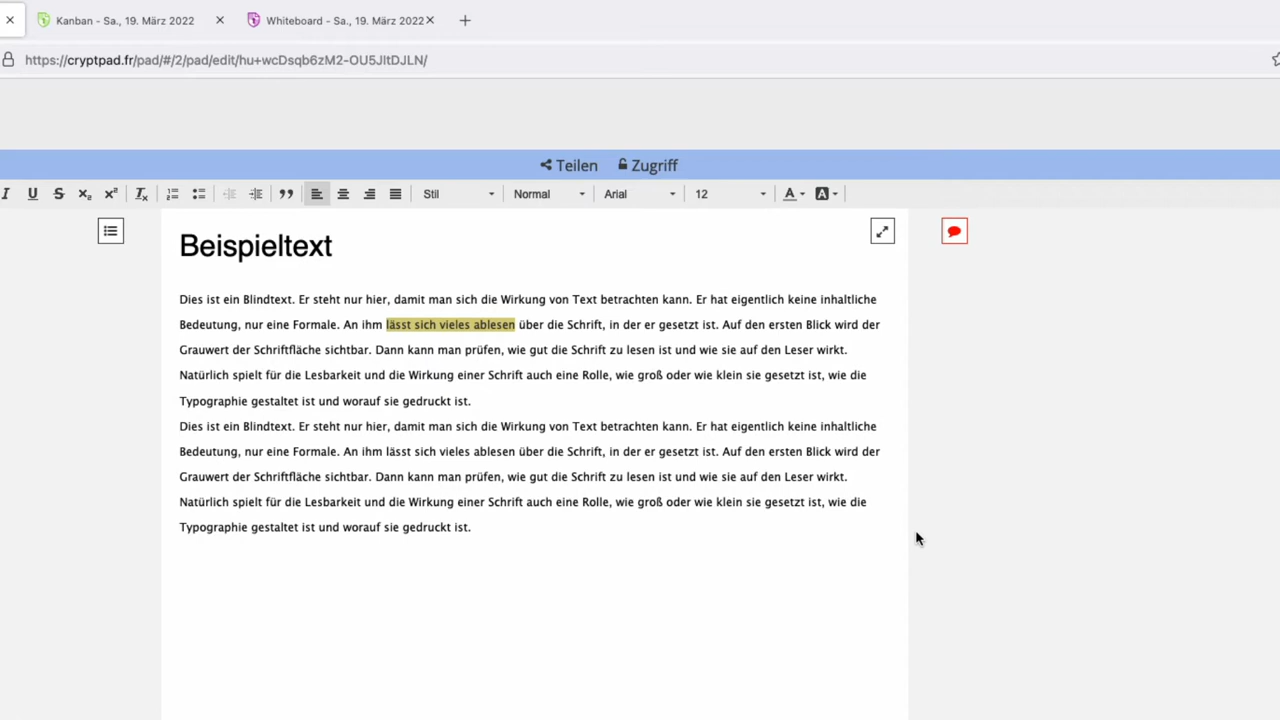 Kanban - Sa., 19. März 2022
Whiteboard - Sa., 19. März 2022
https://cryptpad.fr/pad/#/2/pad/edit/hu+wcDsqb6zM2-OU5JltDJLN/
Teilen Zugriff
I U S x₂ x² Tx Stil Normal Arial 12 A A
Beispieltext
Dies ist ein Blindtext. Er steht nur hier, damit man sich die Wirkung von Text betrachten kann. Er hat eigentlich keine inhaltliche
Bedeutung, nur eine Formale. An ihm lässt sich vieles ablesen über die Schrift, in der er gesetzt ist. Auf den ersten Blick wird der
Grauwert der Schriftfläche sichtbar. Dann kann man prüfen, wie gut die Schrift zu lesen ist und wie sie auf den Leser wirkt.
Natürlich spielt für die Lesbarkeit und die Wirkung einer Schrift auch eine Rolle, wie groß oder wie klein sie gesetzt ist, wie die
Typographie gestaltet ist und worauf sie gedruckt ist.
Dies ist ein Blindtext. Er steht nur hier, damit man sich die Wirkung von Text betrachten kann. Er hat eigentlich keine inhaltliche
Bedeutung, nur eine Formale. An ihm lässt sich vieles ablesen über die Schrift, in der er gesetzt ist. Auf den ersten Blick wird der
Grauwert der Schriftfläche sichtbar. Dann kann man prüfen, wie gut die Schrift zu lesen ist und wie sie auf den Leser wirkt.
Natürlich spielt für die Lesbarkeit und die Wirkung einer Schrift auch eine Rolle, wie groß oder wie klein sie gesetzt ist, wie die
Typographie gestaltet ist und worauf sie gedruckt ist.